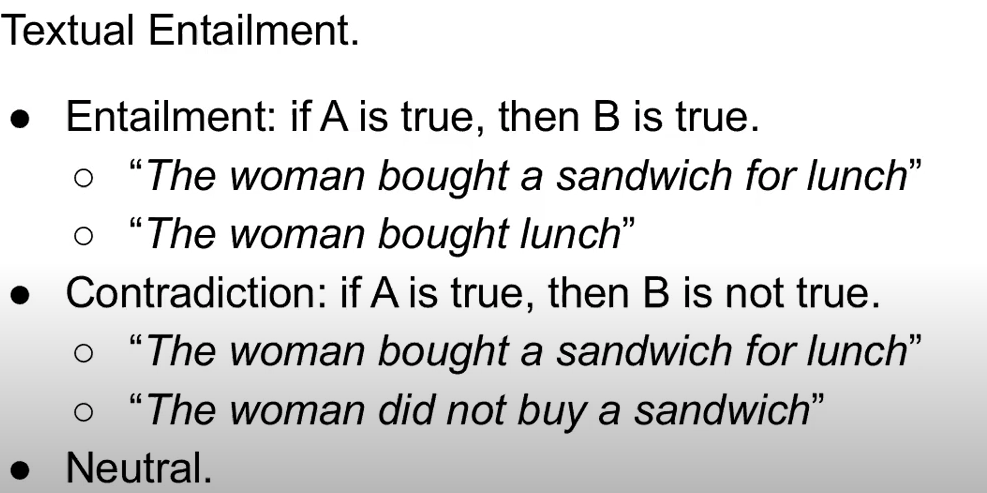 Textual Entailment.
● Entailment: if A is true, then B is true.
○ “The woman bought a sandwich for lunch”
○ “The woman bought lunch”
● Contradiction: if A is true, then B is not true.
○ “The woman bought a sandwich for lunch”
○ “The woman did not buy a sandwich”
● Neutral.